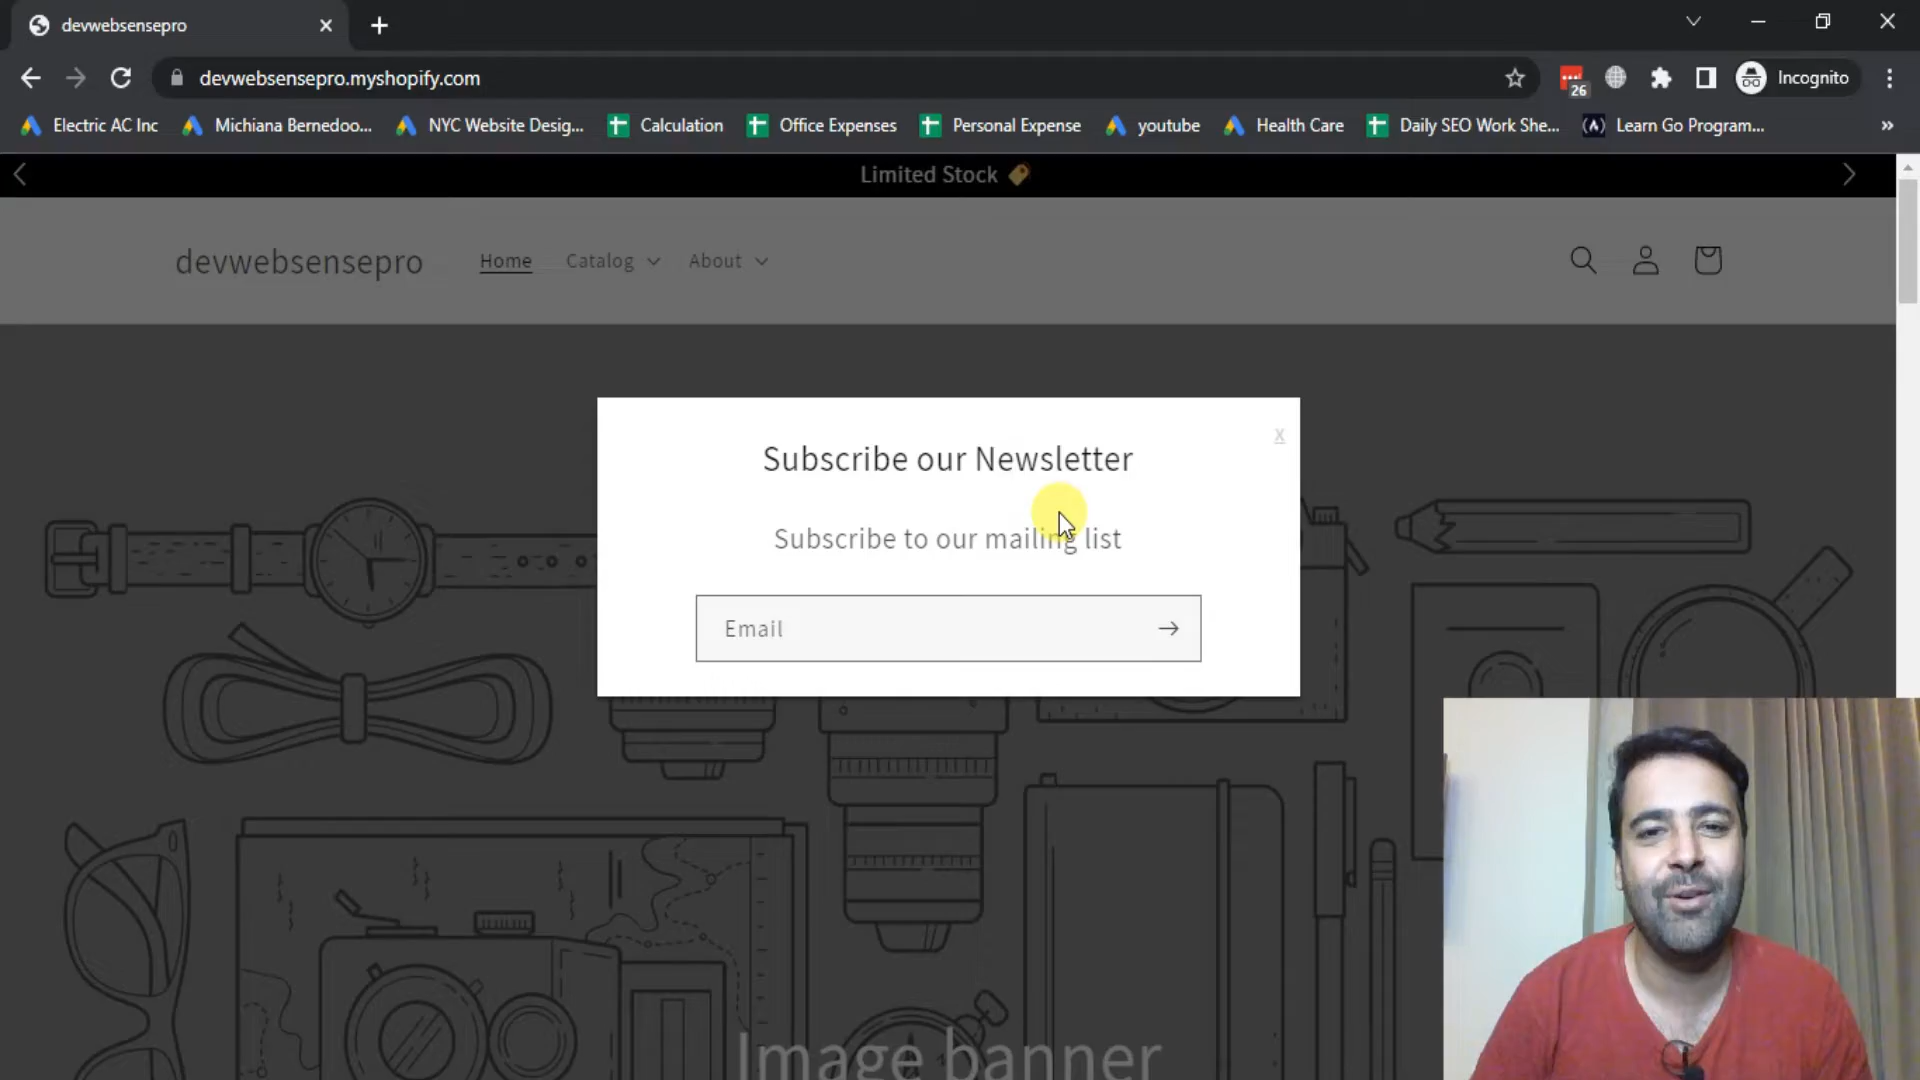 devwebsensepro
devwebsensepro.myshopify.com
26
Incognito
Electric AC Inc
Michiana Bernedoo...
NYC Website Desig...
Calculation
Office Expenses
Personal Expense
youtube
Health Care
Daily SEO Work She...
Learn Go Program...
Limited Stock
devwebsensepro
Home
Catalog
About
x
Subscribe our Newsletter
Subscribe to our mailing list
Email
Image banner